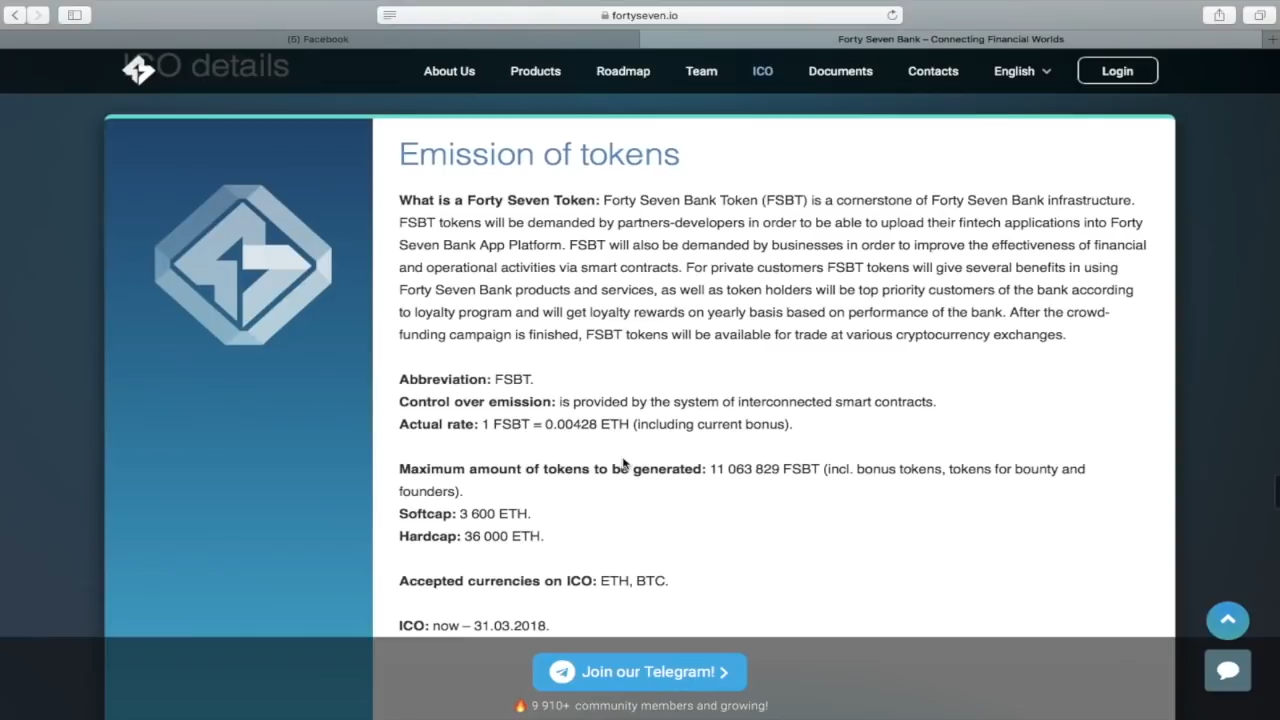 fortyseven.io
(5) Facebook
Forty Seven Bank – Connecting Financial Worlds
ICO details
About Us
Products
Roadmap
Team
ICO
Documents
Contacts
English
Login
Emission of tokens
What is a Forty Seven Token: Forty Seven Bank Token (FSBT) is a cornerstone of Forty Seven Bank infrastructure.
FSBT tokens will be demanded by partners-developers in order to be able to upload their fintech applications into Forty
Seven Bank App Platform. FSBT will also be demanded by businesses in order to improve the effectiveness of financial
and operational activities via smart contracts. For private customers FSBT tokens will give several benefits in using
Forty Seven Bank products and services, as well as token holders will be top priority customers of the bank according
to loyalty program and will get loyalty rewards on yearly basis based on performance of the bank. After the crowd-
funding campaign is finished, FSBT tokens will be available for trade at various cryptocurrency exchanges.
Abbreviation: FSBT.
Control over emission: is provided by the system of interconnected smart contracts.
Actual rate: 1 FSBT = 0.00428 ETH (including current bonus).
Maximum amount of tokens to be generated: 11 063 829 FSBT (incl. bonus tokens, tokens for bounty and
founders).
Softcap: 3 600 ETH.
Hardcap: 36 000 ETH.
Accepted currencies on ICO: ETH, BTC.
ICO: now – 31.03.2018.
Join our Telegram!
🔥 9 910+ community members and growing!